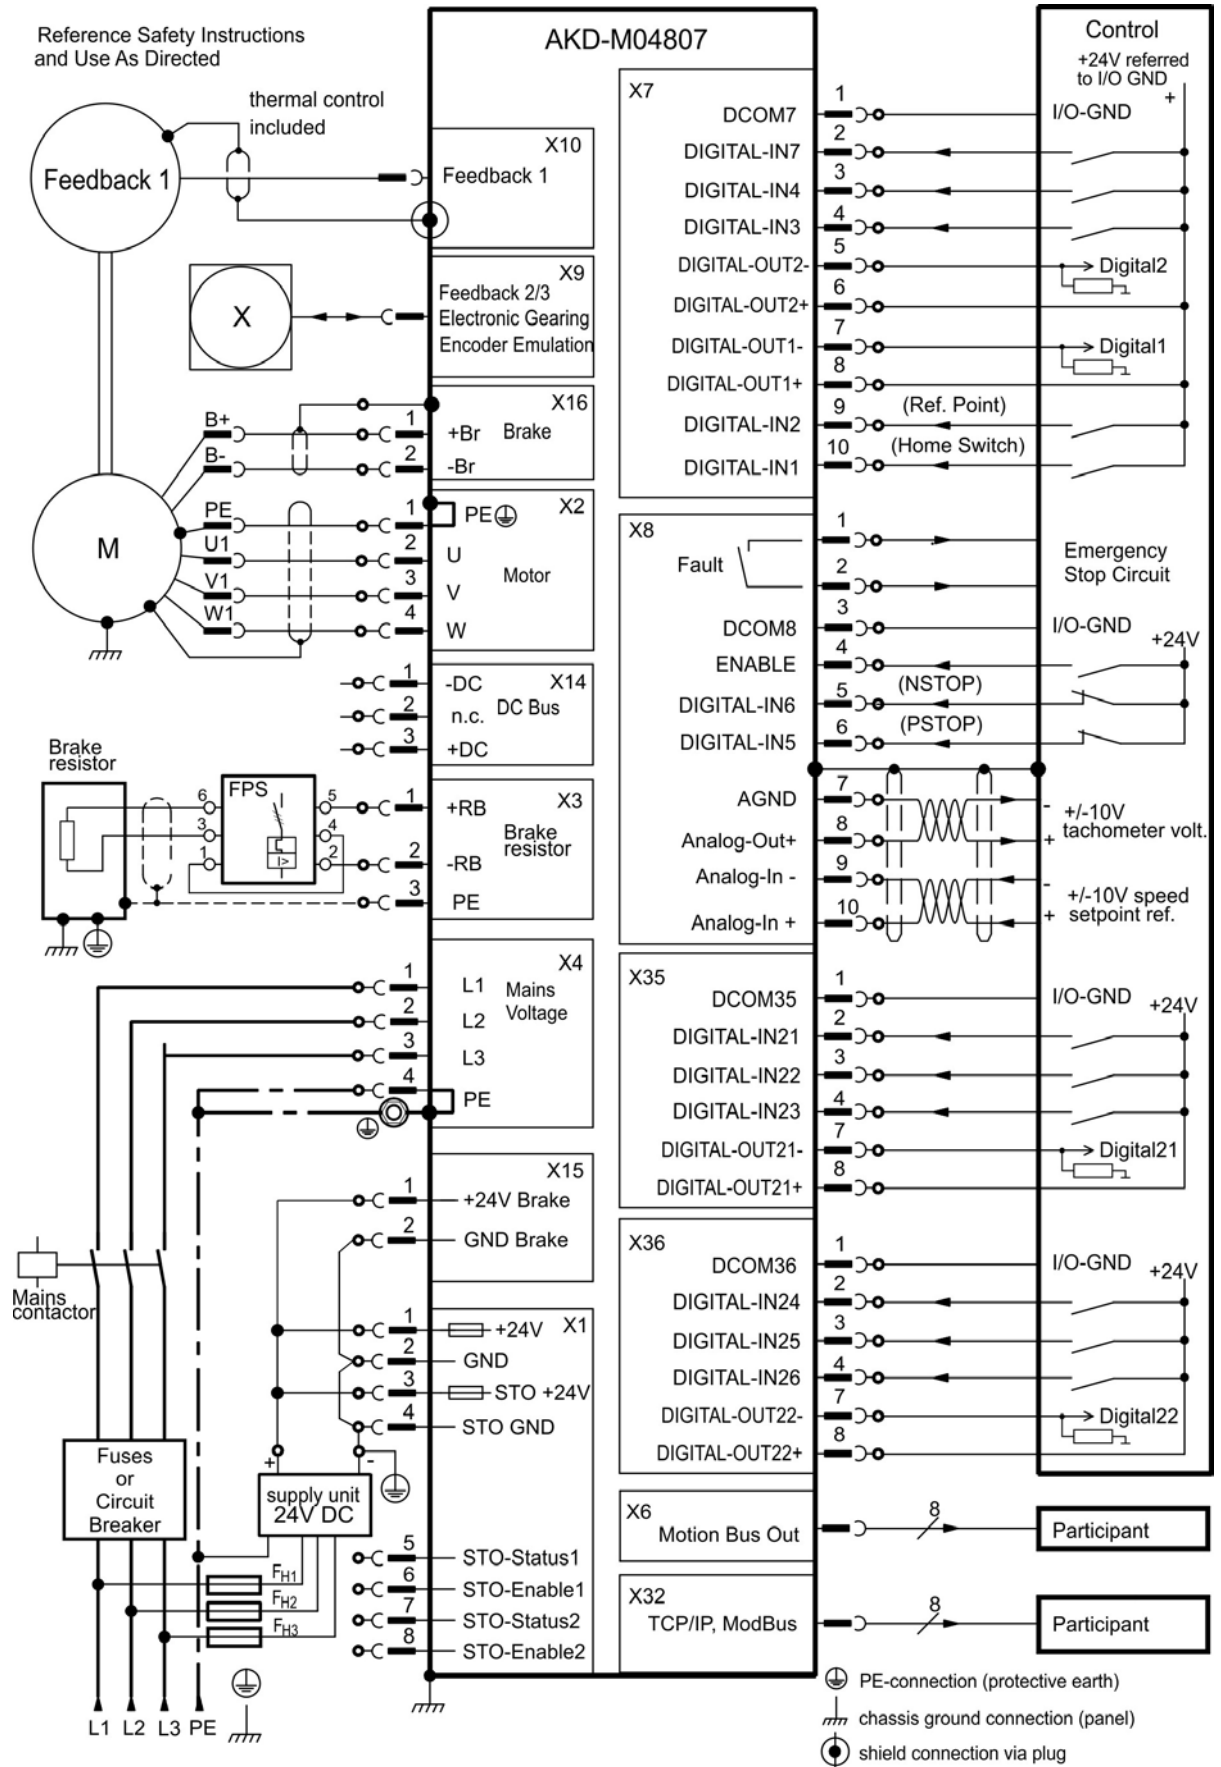 Reference Safety Instructions
and Use As Directed
AKD-M04807
Control
+24V referred
to I/O GND
+
thermal control
included
Feedback 1
X10
Feedback 1
X
X9
Feedback 2/3
Electronic Gearing
Encoder Emulation
X16
B+
1
+Br
Brake
B-
2
-Br
X2
PE
1
PE
U1
2
U
V1
3
V
Motor
W1
4
W
M
X14
1
-DC
2
n.c.
DC Bus
3
+DC
Brake
resistor
FPS
6
5
3
4
1
2
I>
X3
1
+RB
Brake
resistor
2
-RB
3
PE
X4
1
L1
Mains
Voltage
2
L2
3
L3
4
PE
X15
1
+24V Brake
2
GND Brake
Mains
contactor
X1
1
+24V
2
GND
3
STO +24V
4
STO GND
+
-
supply unit
24V DC
Fuses
or
Circuit
Breaker
5
STO-Status1
6
STO-Enable1
7
STO-Status2
8
STO-Enable2
FH1
FH2
FH3
L1 L2 L3 PE
X7
DCOM7
1
I/O-GND
DIGITAL-IN7
2
DIGITAL-IN4
3
DIGITAL-IN3
4
DIGITAL-OUT2-
5
Digital2
DIGITAL-OUT2+
6
DIGITAL-OUT1-
7
Digital1
DIGITAL-OUT1+
8
DIGITAL-IN2
9
(Ref. Point)
DIGITAL-IN1
10
(Home Switch)
X8
Fault
1
2
Emergency
Stop Circuit
DCOM8
3
I/O-GND
+24V
ENABLE
4
DIGITAL-IN6
5
(NSTOP)
DIGITAL-IN5
6
(PSTOP)
AGND
7
-
Analog-Out+
8
+
+/-10V
tachometer volt.
Analog-In -
9
-
Analog-In +
10
+
+/-10V speed
setpoint ref.
X35
DCOM35
1
I/O-GND
+24V
DIGITAL-IN21
2
DIGITAL-IN22
3
DIGITAL-IN23
4
DIGITAL-OUT21-
7
Digital21
DIGITAL-OUT21+
8
X36
DCOM36
1
I/O-GND
+24V
DIGITAL-IN24
2
DIGITAL-IN25
3
DIGITAL-IN26
4
DIGITAL-OUT22-
7
Digital22
DIGITAL-OUT22+
8
X6
Motion Bus Out
8
Participant
X32
TCP/IP, ModBus
8
Participant
PE-connection (protective earth)
chassis ground connection (panel)
shield connection via plug